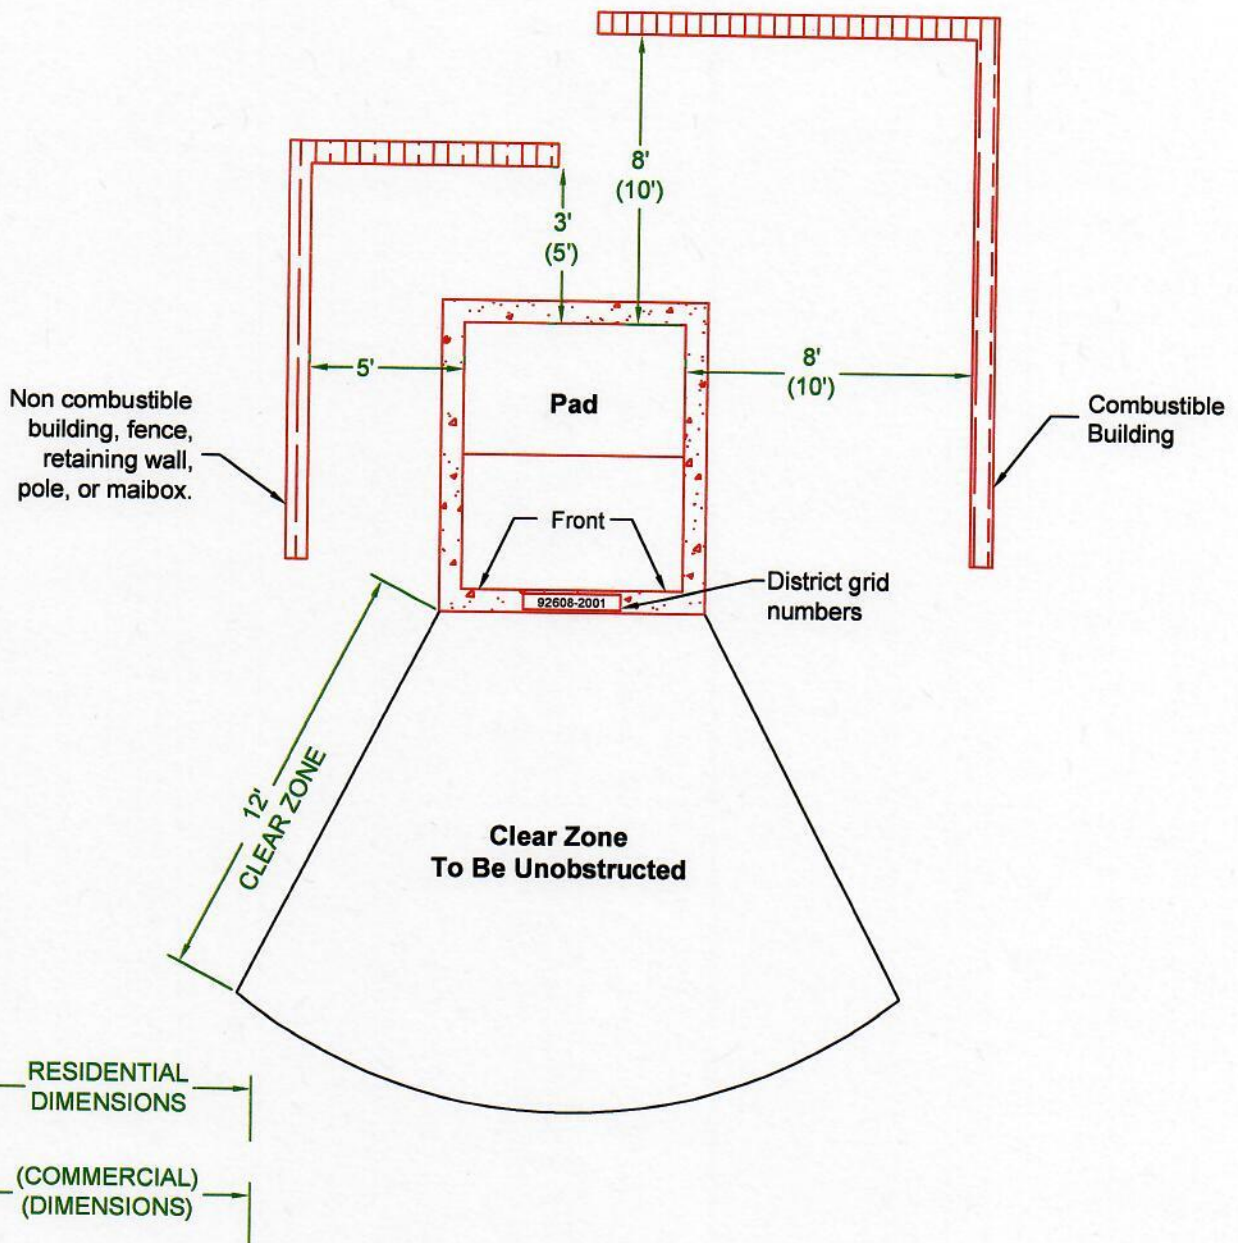 8'
(10')
3'
(5')
5'
8'
(10')
Non combustible
building, fence,
retaining wall,
pole, or maibox.
Pad
Combustible
Building
Front
92608-2001
District grid
numbers
12'
CLEAR ZONE
Clear Zone
To Be Unobstructed
RESIDENTIAL
DIMENSIONS
(COMMERCIAL)
(DIMENSIONS)